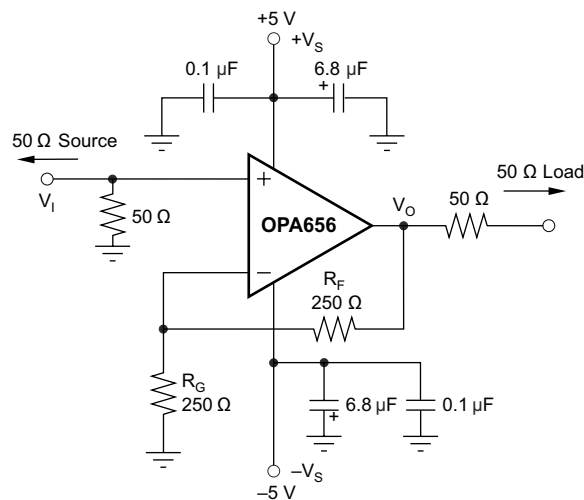 +5 V
+V_S
0.1 µF
6.8 µF
+
50 Ω Source
50 Ω Load
V_I
+
50 Ω
50 Ω
V_O
OPA656
−
R_F
250 Ω
R_G
250 Ω
6.8 µF
0.1 µF
+
−V_S
−5 V